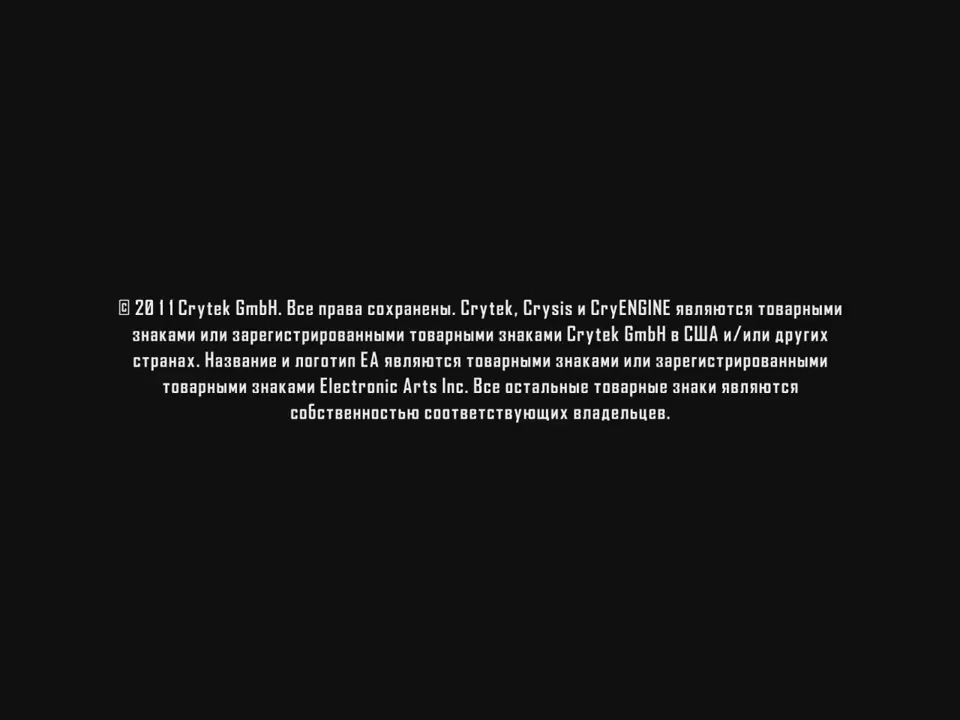 © 2011 Crytek GmbH. Все права сохранены. Crytek, Crysis и CryENGINE являются товарными
знаками или зарегистрированными товарными знаками Crytek GmbH в США и/или других
странах. Название и логотип EA являются товарными знаками или зарегистрированными
товарными знаками Electronic Arts Inc. Все остальные товарные знаки являются
собственностью соответствующих владельцев.